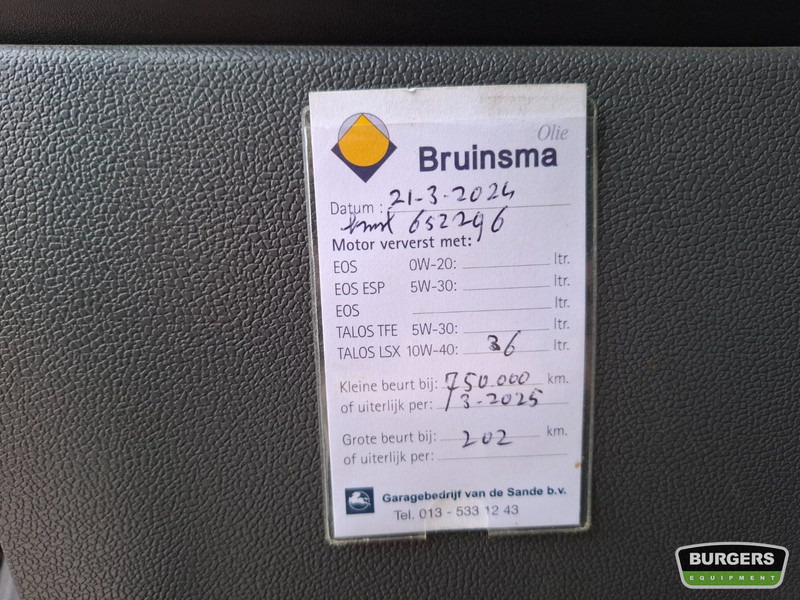 Olie
Bruinsma
Datum : 21-3-2024
652296
Motor ververst met:
EOS 0W-20: ltr.
EOS ESP 5W-30: ltr.
EOS ltr.
TALOS TFE 5W-30: ltr.
TALOS LSX 10W-40: 36 ltr.
Kleine beurt bij: 750.000 km.
of uiterlijk per: / 3-2025
Grote beurt bij: 202 km.
of uiterlijk per:
Garagebedrijf van de Sande b.v.
Tel. 013 - 533 12 43
BURGERS
EQUIPMENT